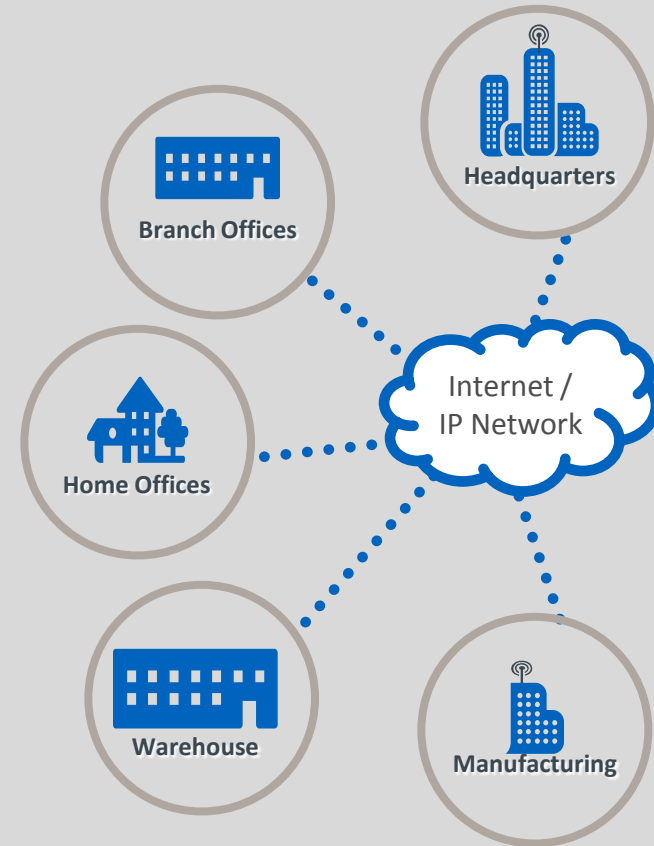 Headquarters
Branch Offices
Internet /
IP Network
Home Offices
Warehouse
Manufacturing